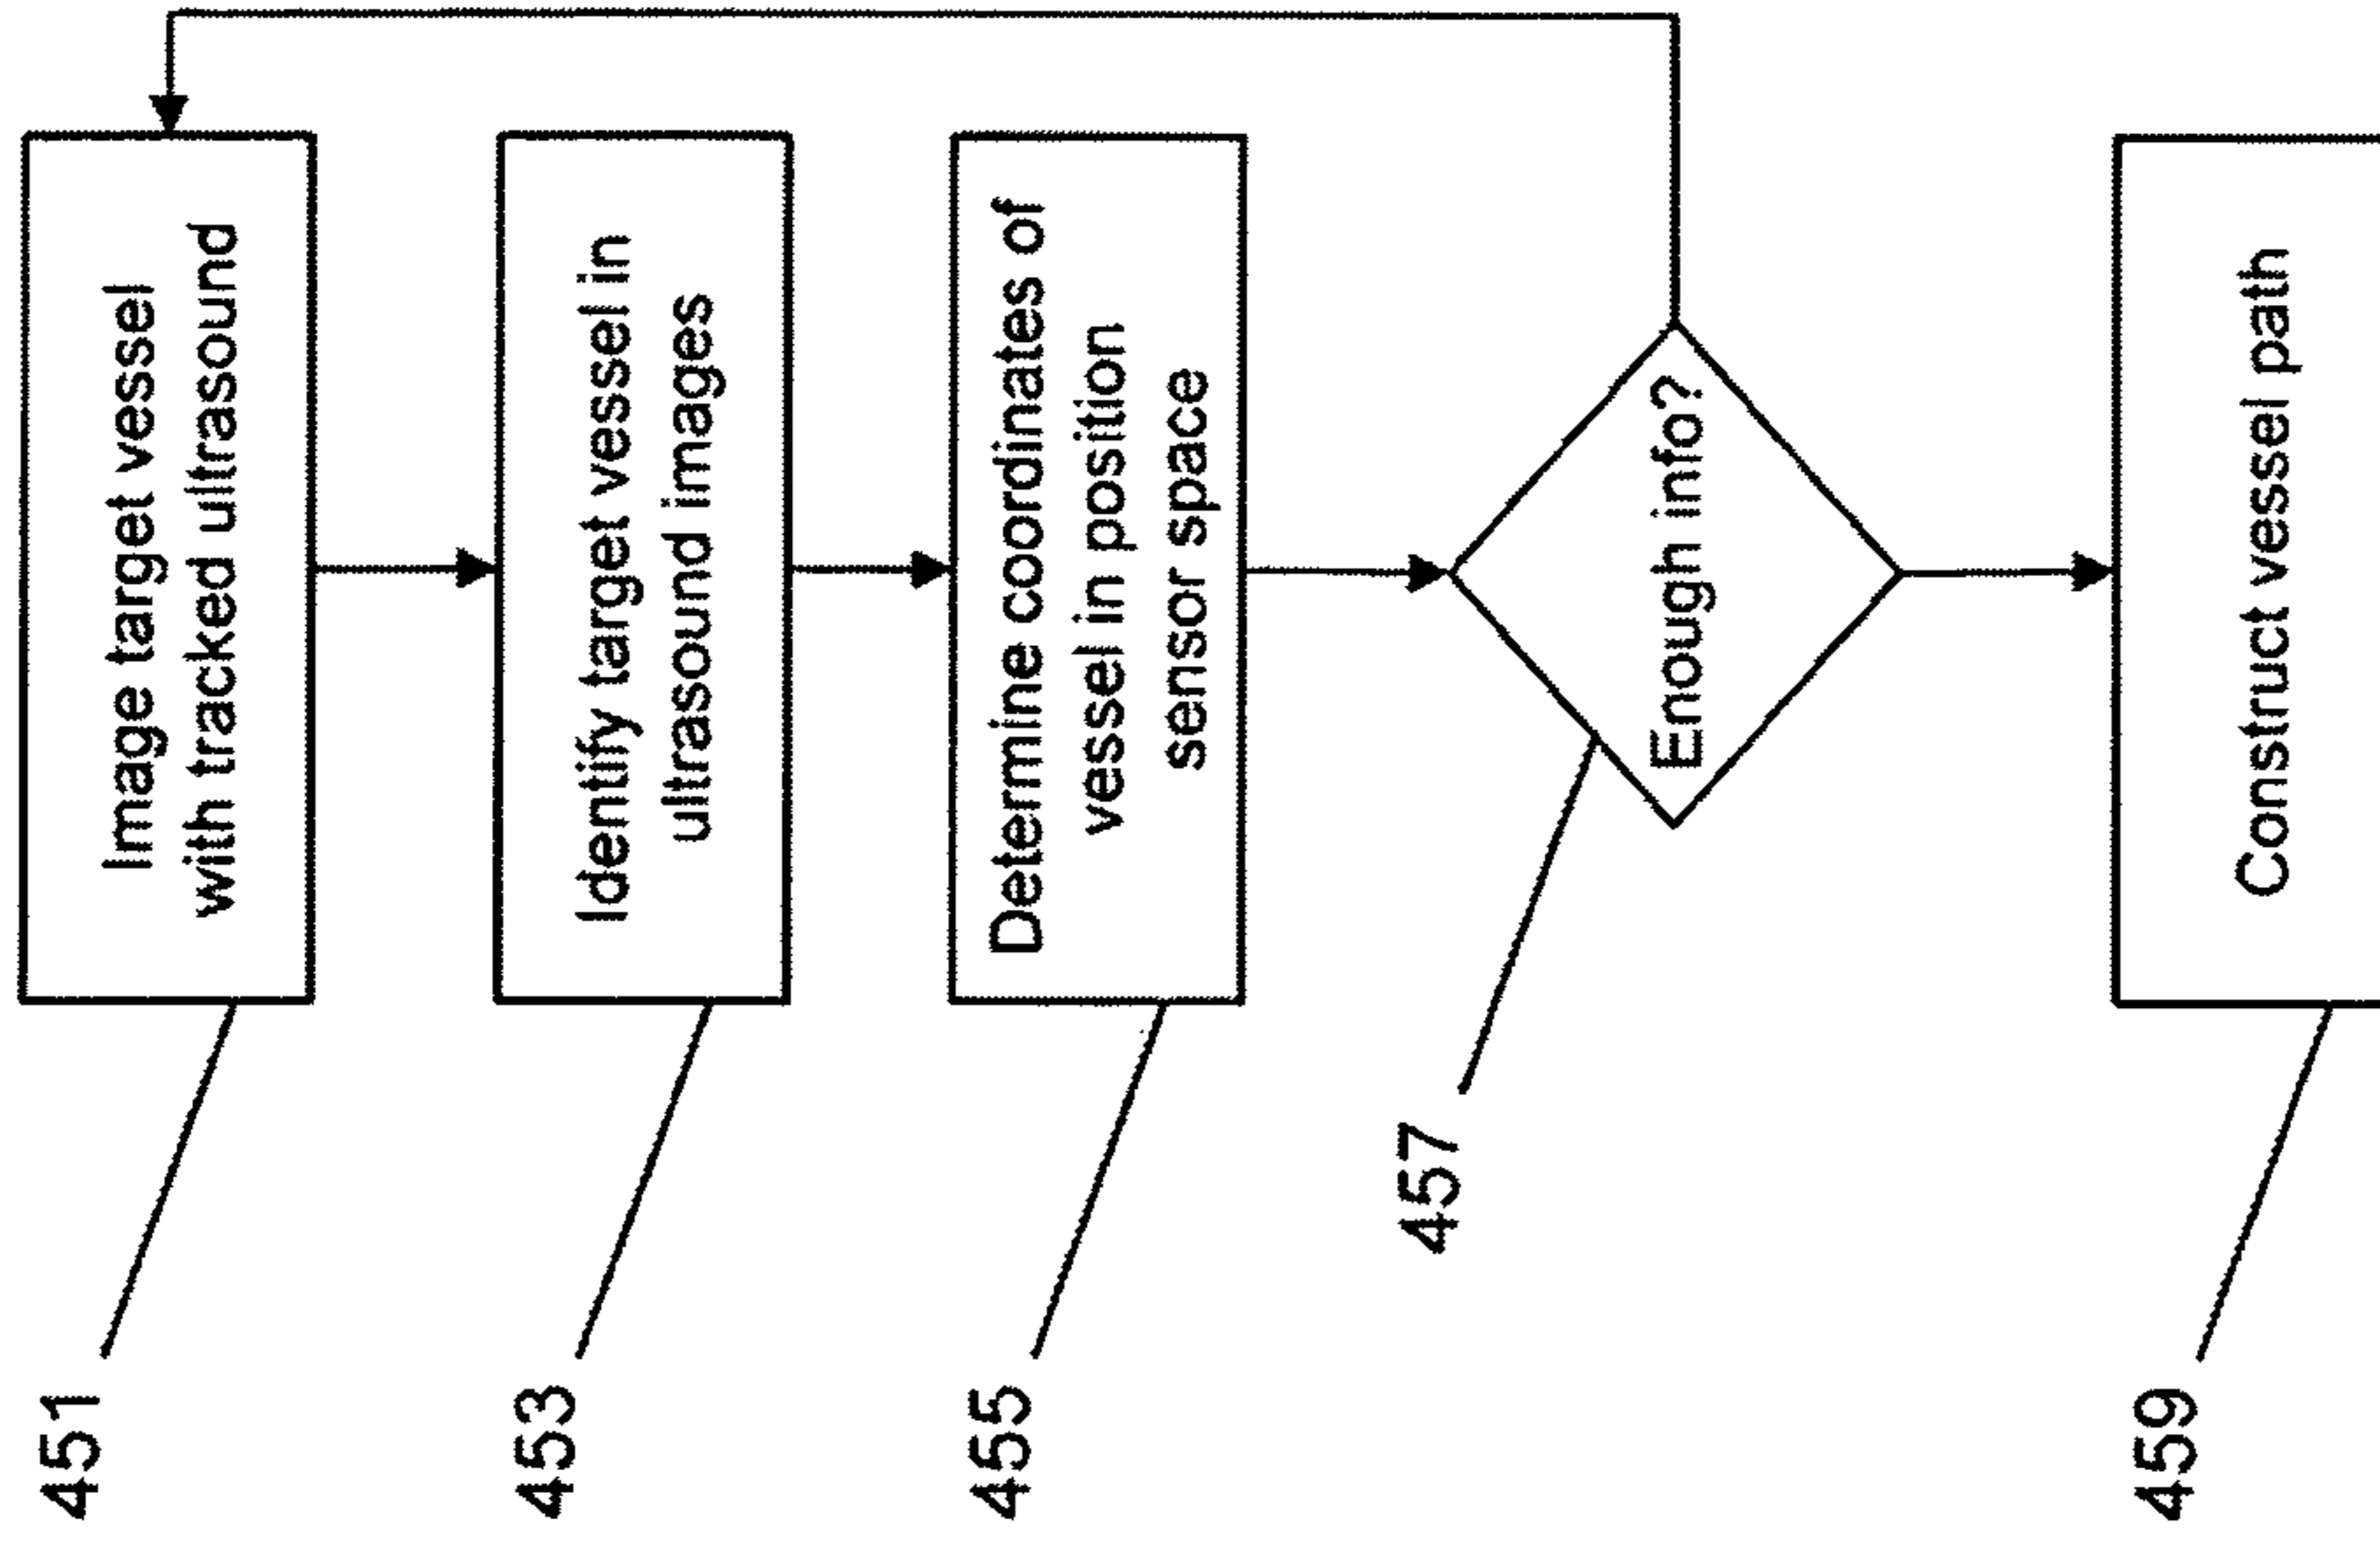 451
Image target vessel
with tracked ultrasound
453
Identify target vessel in
ultrasound images
455
Determine coordinates of
vessel in position
sensor space
457
Enough info?
459
Construct vessel path